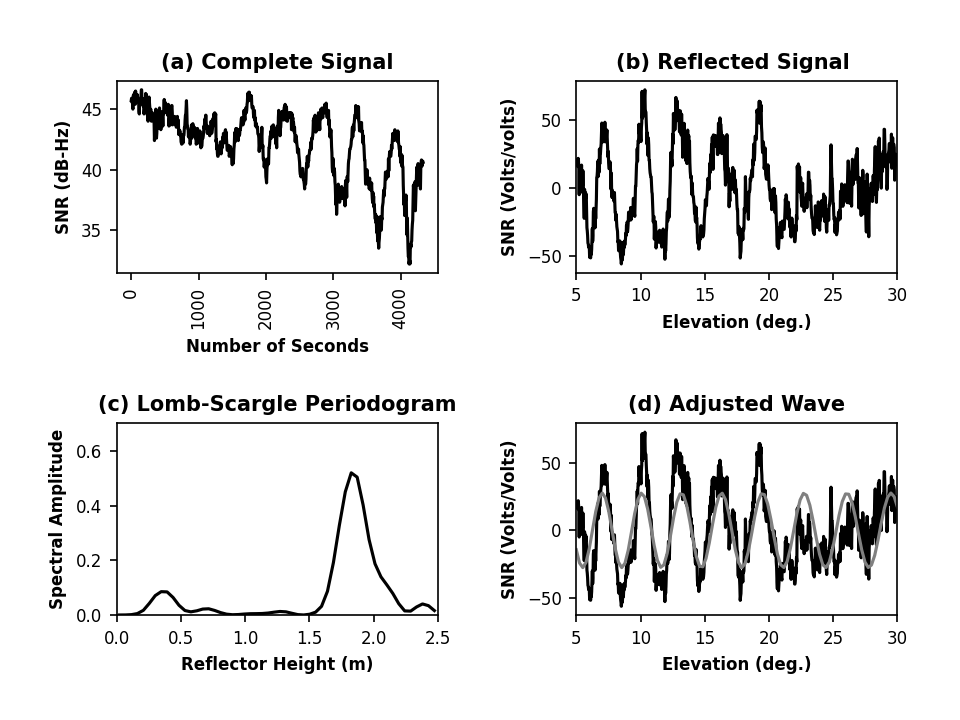 (a) Complete Signal
SNR (dB-Hz)
45
40
35
0
1000
2000
3000
4000
Number of Seconds
(b) Reflected Signal
SNR (Volts/volts)
50
0
−50
5 10 15 20 25 30
Elevation (deg.)
(c) Lomb-Scargle Periodogram
Spectral Amplitude
0.6
0.4
0.2
0.0
0.0 0.5 1.0 1.5 2.0 2.5
Reflector Height (m)
(d) Adjusted Wave
SNR (Volts/Volts)
50
0
−50
5 10 15 20 25 30
Elevation (deg.)